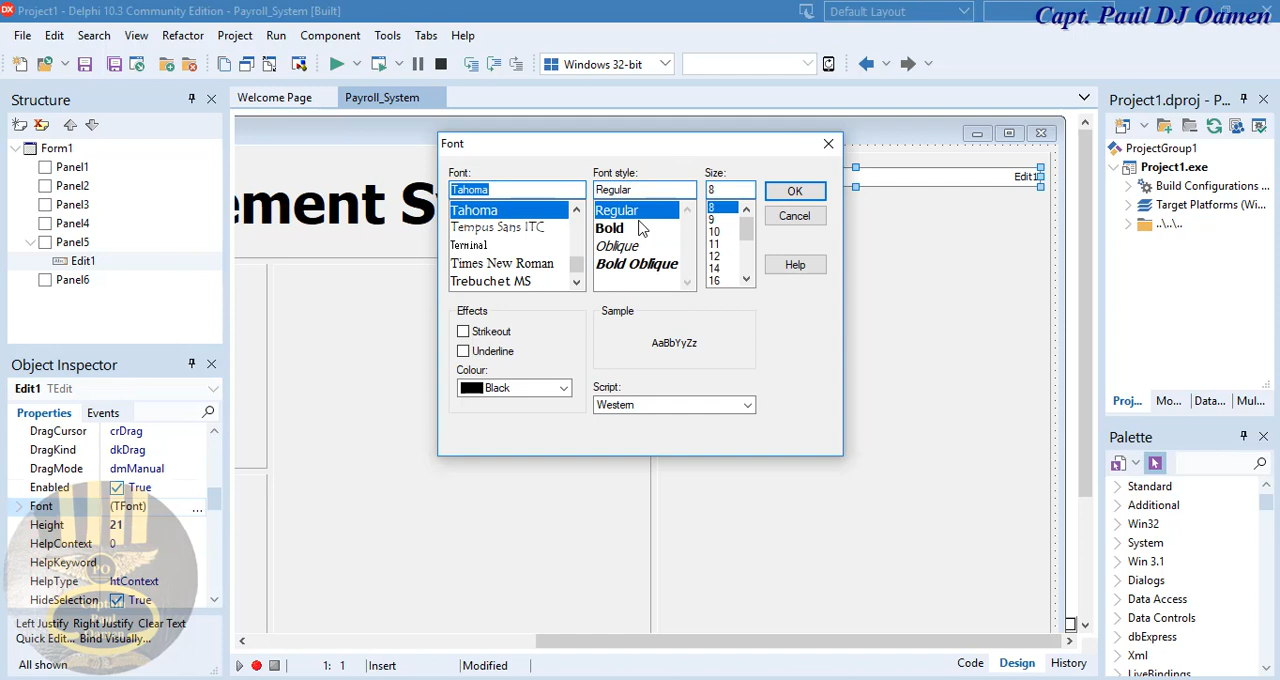 Project1 - Delphi 10.3 Community Edition - Payroll_System [Built]
Default Layout
Capt. Paul DJ Oamen
File Edit Search View Refactor Project Run Component Tools Tabs Help
Windows 32-bit
Structure
Form1
Panel1
Panel2
Panel3
Panel4
Panel5
Edit1
Panel6
Object Inspector
Edit1 TEdit
Properties Events
DragCursor crDrag
DragKind dkDrag
DragMode dmManual
Enabled True
Font (TFont) ...
Height 21
HelpContext 0
HelpKeyword
HelpType htContext
HideSelection True
Left Justify Right Justify Clear Text
Quick Edit... Bind Visually...
All shown
Welcome Page Payroll_System
ement S
Edit1
Font
Font: Font style: Size:
Tahoma Regular 8
Tahoma
Tempus Sans ITC
Terminal
Times New Roman
Trebuchet MS
Regular
Bold
Oblique
Bold Oblique
8
9
10
11
12
14
16
OK
Cancel
Help
Effects
Strikeout
Underline
Colour:
Black
Sample
AaBbYyZz
Script:
Western
1: 1 Insert Modified
Code Design History
Project1.dproj - P...
ProjectGroup1
Project1.exe
Build Configurations ...
Target Platforms (Wi...
..\..\..
Proj... Mo... Data... Mul...
Palette
Standard
Additional
Win32
System
Win 3.1
Dialogs
Data Access
Data Controls
dbExpress
Xml
LiveBindings